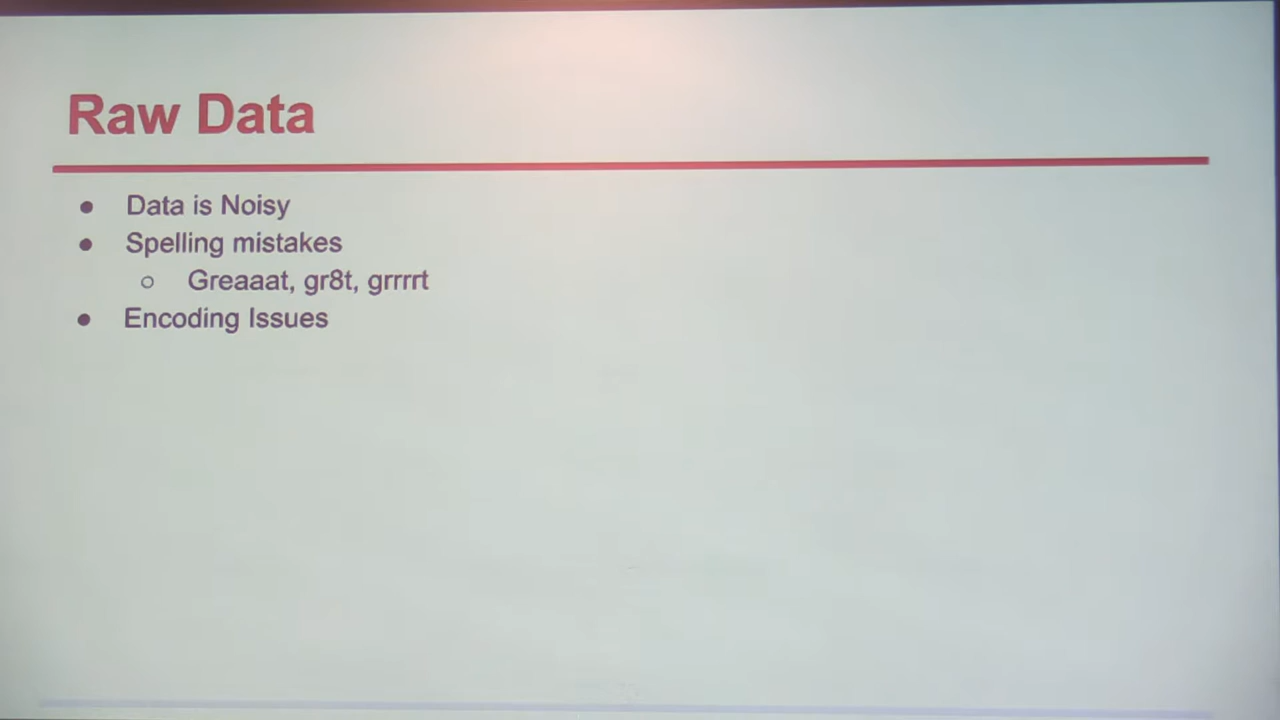 Raw Data
● Data is Noisy
● Spelling mistakes
○ Greaaat, gr8t, grrrrt
● Encoding Issues